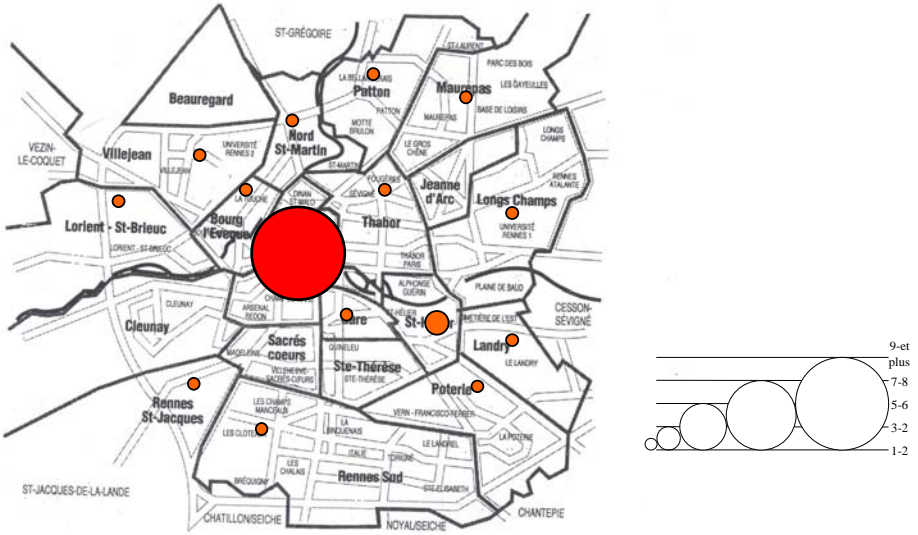 ST-GRÉGOIRE
ST-LAURENT
PARC DES BOIS
LES GAYEULLES
Patton
Maurepas
Beauregard
BASE DE LOISIRS
PATTON
MAUREPAS
MOTTE
BRULON
Nord
St-Martin
LONGS
CHAMPS
VEZIN-
LE-COQUET
Villejean
UNIVERSITÉ
RENNES 2
LE GROS
CHÊNE
VILLEJEAN
ST-MARTIN
RENNES
ATALANTE
FOUGÈRES
SÉVIGNÉ
Jeanne
d'Arc
LA TOUCHE
DINAN
ST-MALO
Longs Champs
Lorient - St-Brieuc
Bourg
l'Evêque
Thabor
UNIVERSITÉ
RENNES 1
LORIENT - ST-BRIEUC
THABOR
PARIS
ALPHONSE
GUÉRIN
PLAINE DE BAUD
CLEUNAY
ARSENAL
REDON
ST-HÉLIER
CESSON-
SÉVIGNÉ
Cleunay
CIMETIÈRE DE L'EST
Landry
LE LANDRY
Sacrés
coeurs
MADELEINE
QUINELEU
Ste-Thérèse
STE-THÉRÈSE
Poterie
Rennes
St-Jacques
LES CHAMPS
MANCEAUX
VERN - FRANCISCO-FERRER
LA
BINQUENAIS
LE LANDREL
LA POTERIE
ITALIE
LES
CHALAIS
Rennes Sud
BRÉQUIGNY
STE-ELISABETH
ST-JACQUES-DE-LA-LANDE
CHATILLON/SEICHE
NOYAL/SEICHE
CHANTEPIE
9-et
plus
7-8
5-6
3-2
1-2